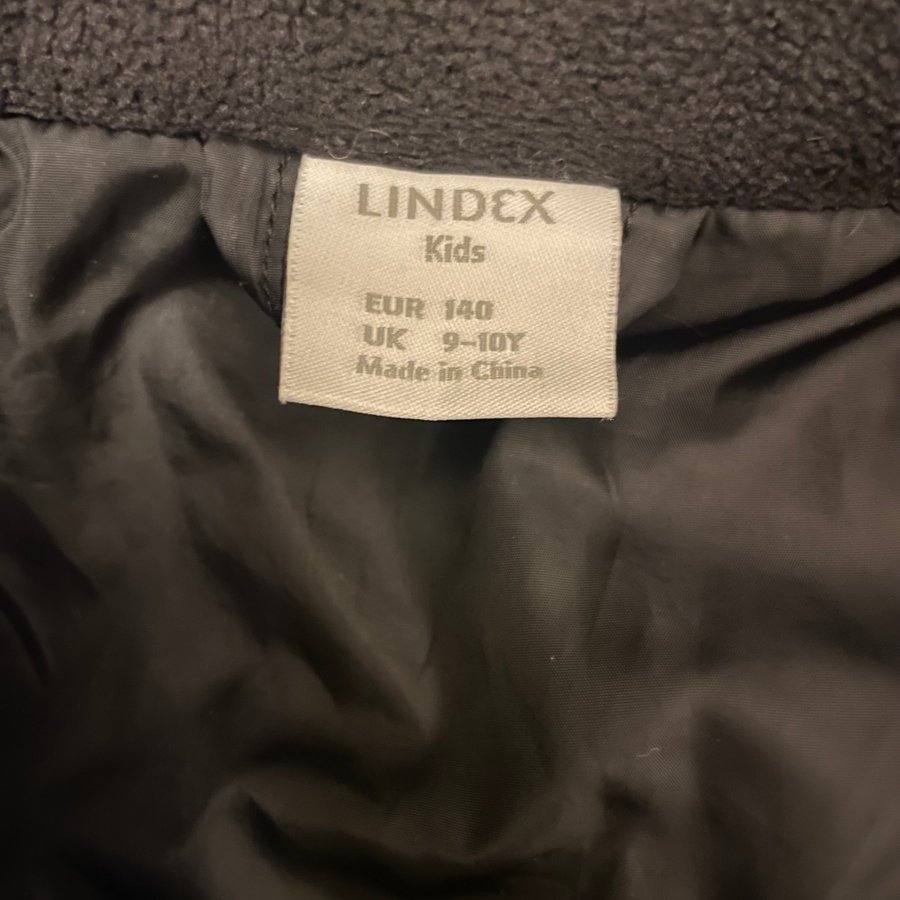 LINDEX
Kids
EUR 140
UK 9-10Y
Made in China